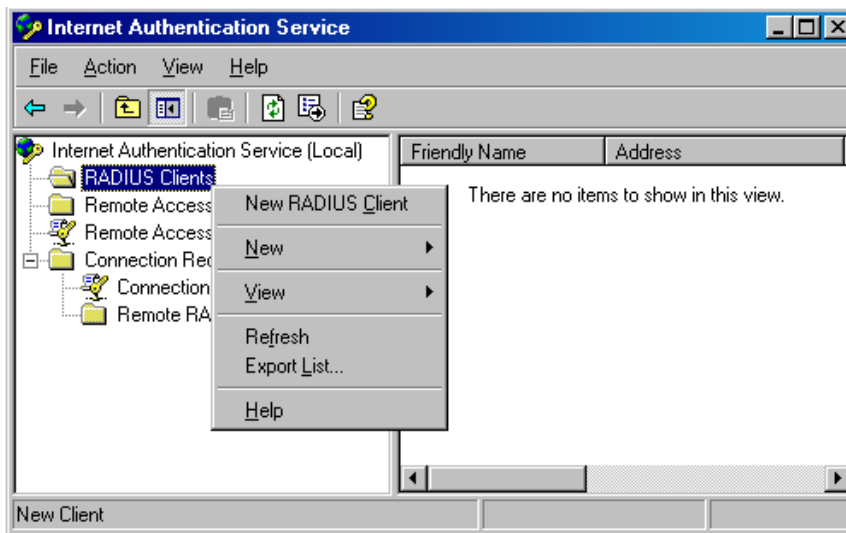 Internet Authentication Service
File Action View Help
Internet Authentication Service (Local)
RADIUS Clients
Remote Access
Remote Access
Connection Rec
Connection
Remote RA
New RADIUS Client
New
View
Refresh
Export List...
Help
Friendly Name Address
There are no items to show in this view.
New Client